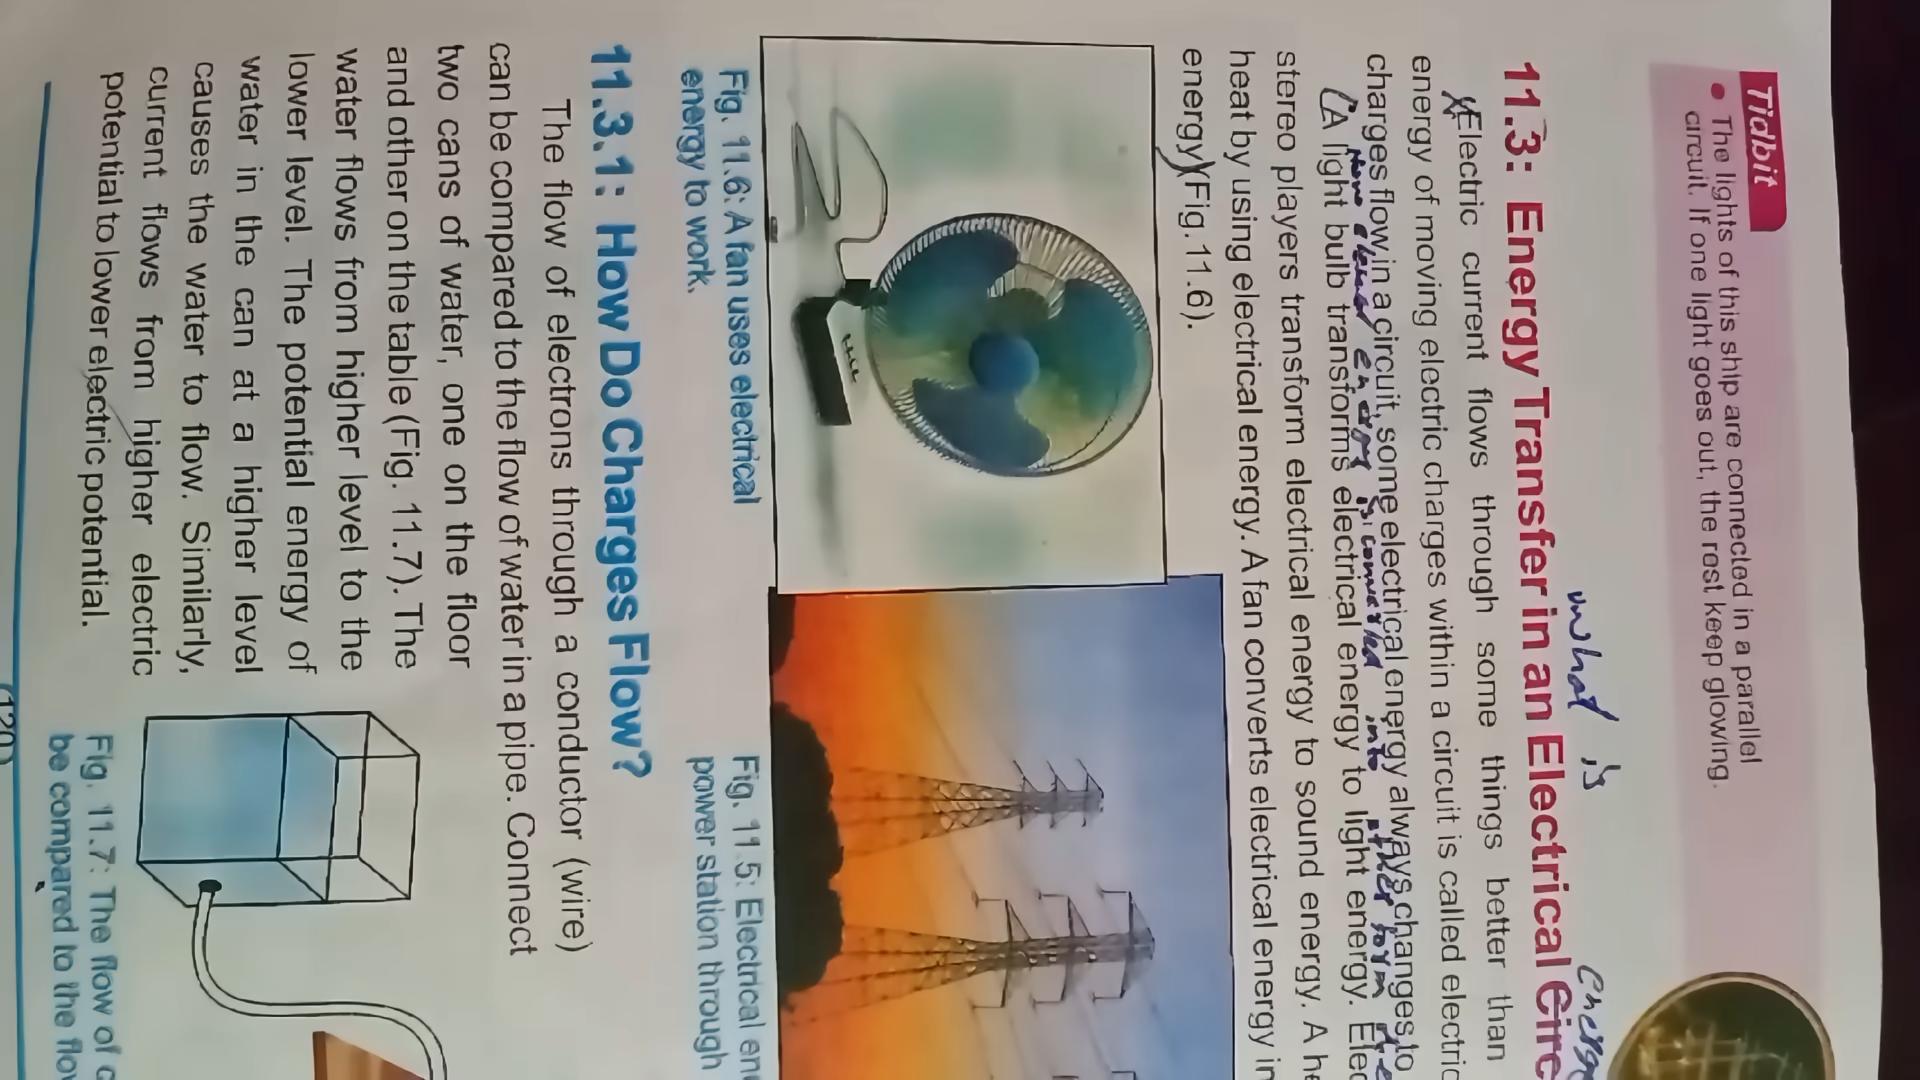 Tidbit
• The lights of this ship are connected in a parallel
circuit. If one light goes out, the rest keep glowing.
what is energy
11.3: Energy Transfer in an Electrical Circ
Electric current flows through some things better than
energy of moving electric charges within a circuit is called electric
charges flow in a circuit, some electrical energy always changes to
energy is converted into other form
(A light bulb transforms electrical energy to light energy. Elec
stereo players transform electrical energy to sound energy. A he
heat by using electrical energy. A fan converts electrical energy in
energy)(Fig. 11.6).
Fig. 11.6: A fan uses electrical
energy to work.
Fig. 11.5: Electrical ene
power station through
11.3.1: How Do Charges Flow?
The flow of electrons through a conductor (wire)
can be compared to the flow of water in a pipe. Connect
two cans of water, one on the floor
and other on the table (Fig. 11.7). The
water flows from higher level to the
lower level. The potential energy of
water in the can at a higher level
causes the water to flow. Similarly,
current flows from higher electric
potential to lower electric potential.
Fig. 11.7: The flow of c
be compared to the flow
(120)